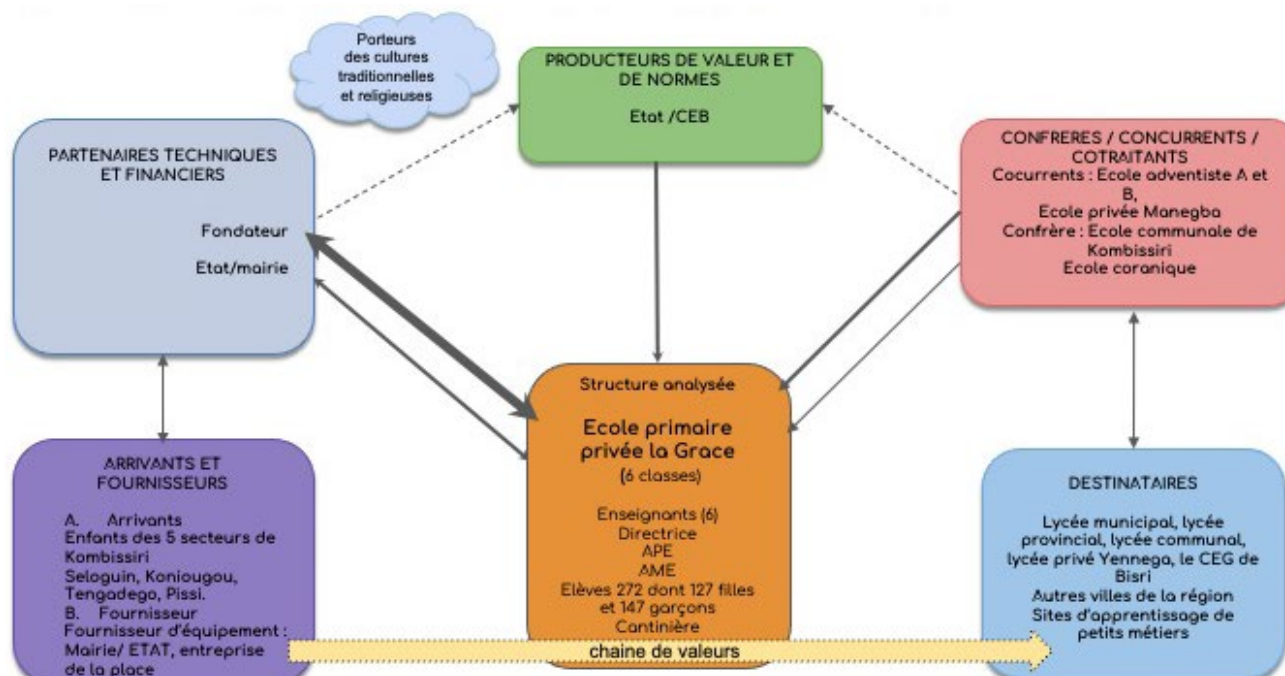 Porteurs
des cultures
traditionnelles
et religieuses
PRODUCTEURS DE VALEUR ET
DE NORMES
Etat /CEB
PARTENAIRES TECHNIQUES
ET FINANCIERS
Fondateur
Etat/mairie
CONFRERES / CONCURRENTS /
COTRAITANTS
Cocurrents : Ecole adventiste A et
B,
Ecole privée Manegba
Confrère : Ecole communale de
Kombissiri
Ecole coranique
Structure analysée
Ecole primaire
privée la Grace
(6 classes)
Enseignants (6)
Directrice
APE
AME
Elèves 272 dont 127 filles
et 147 garçons
Cantinière
ARRIVANTS ET
FOURNISSEURS
A. Arrivants
Enfants des 5 secteurs de
Kombissiri
Seloguin, Koniougou,
Tengadego, Pissi.
B. Fournisseur
Fournisseur d'équipement :
Mairie/ ETAT, entreprise
de la place
DESTINATAIRES
Lycée municipal, lycée
provincial, lycée communal,
lycée privé Yennega, le CEG de
Bisri
Autres villes de la région
Sites d'apprentissage de
petits métiers
chaine de valeurs